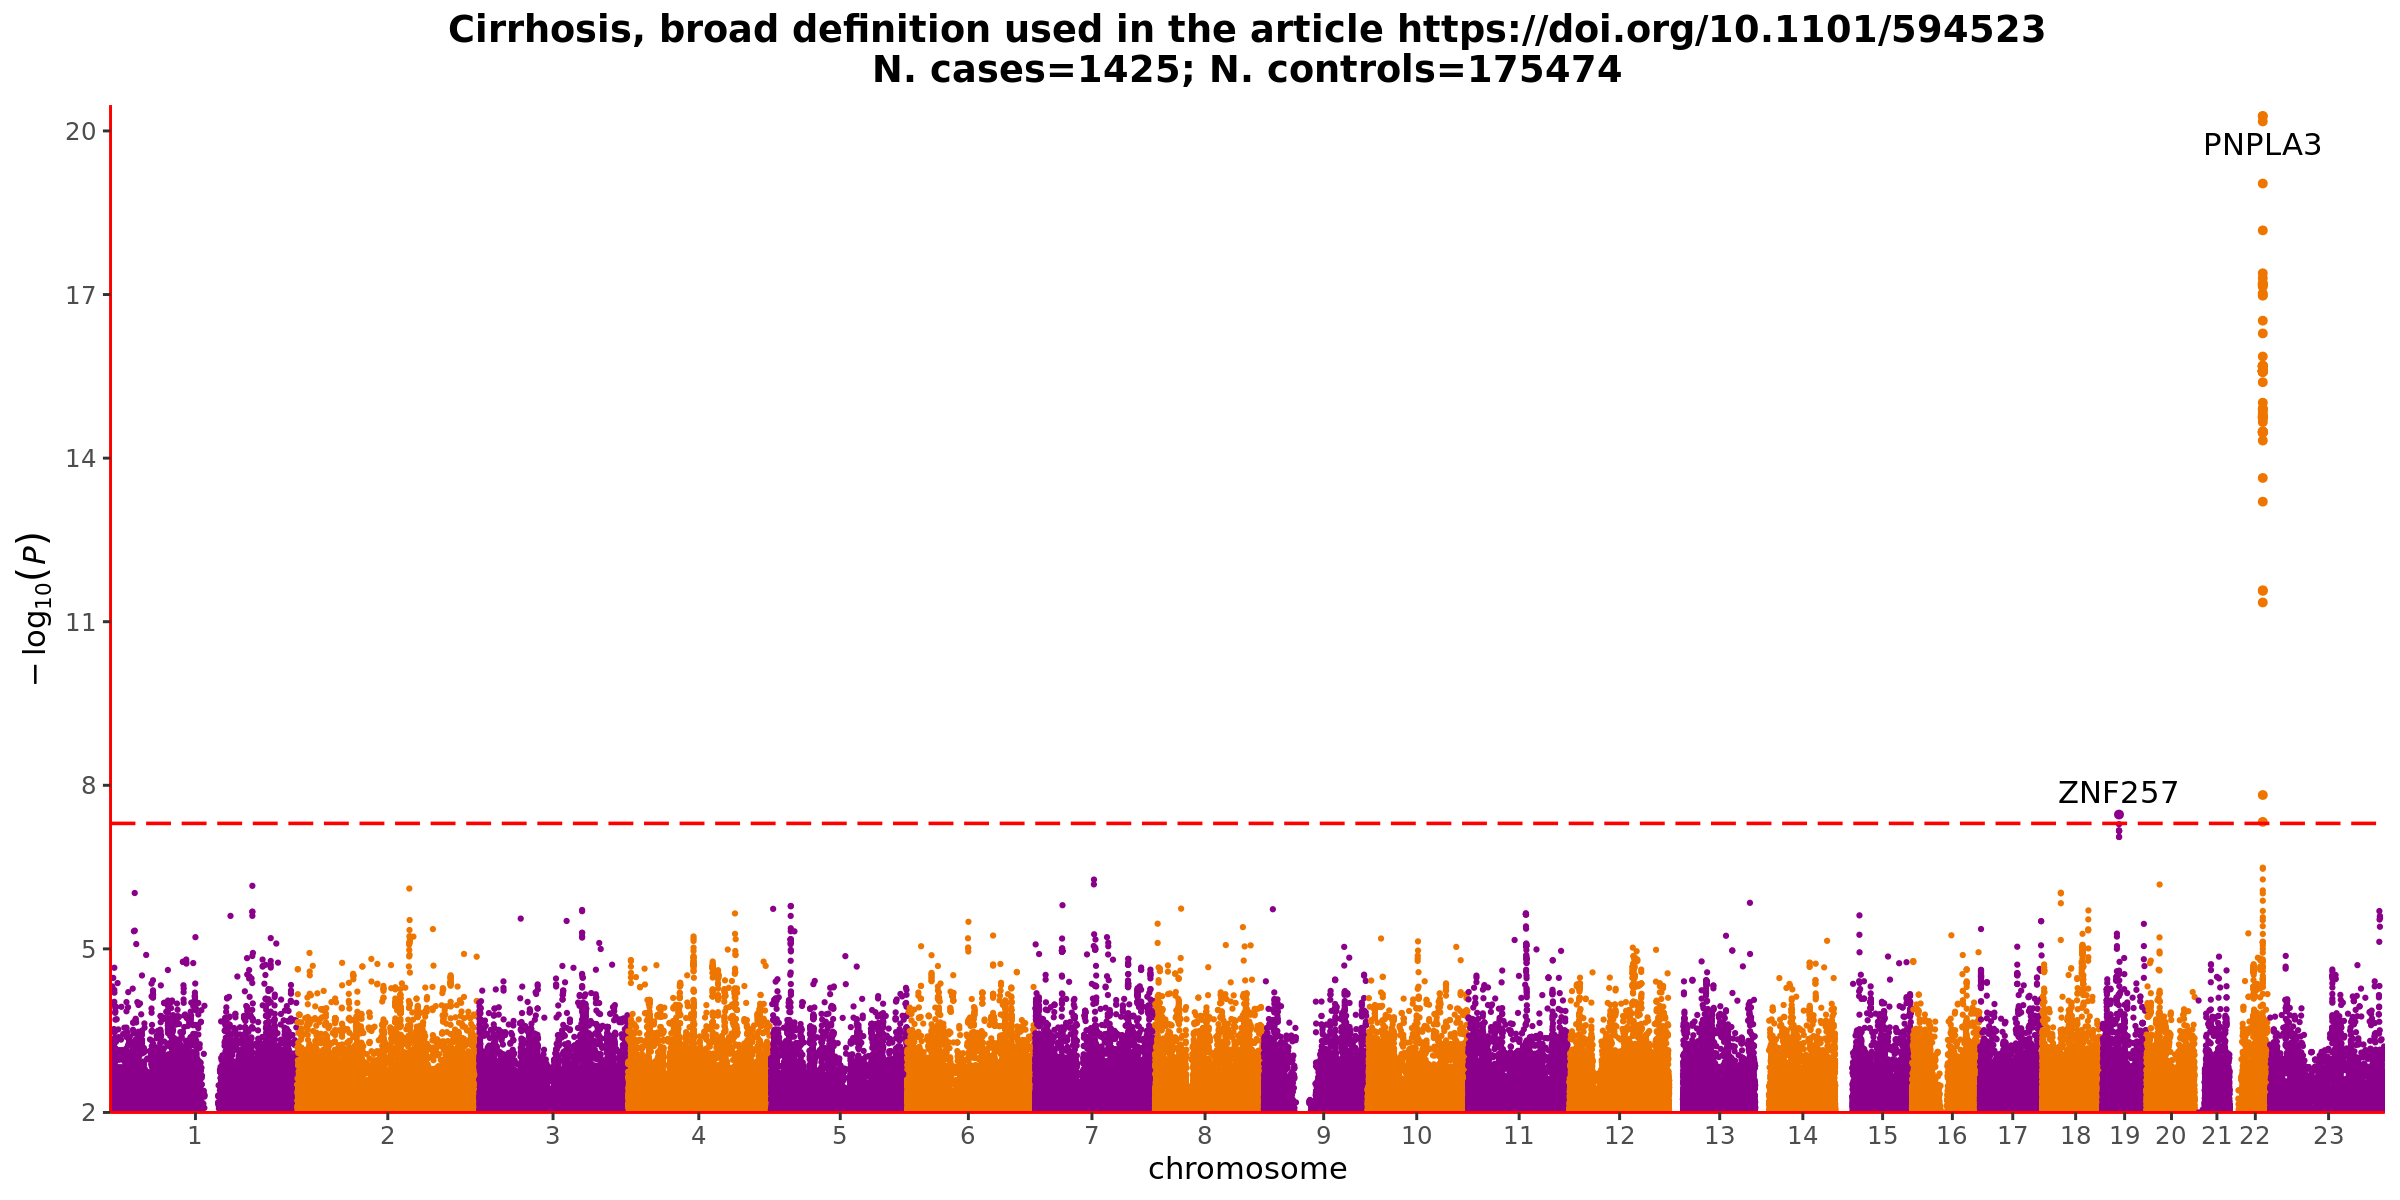 Cirrhosis, broad definition used in the article https://doi.org/10.1101/594523
N. cases=1425; N. controls=175474
20
PNPLA3
17
14
11
8
ZNF257
5
2
−log10(P)
1 2 3 4 5 6 7 8 9 10 11 12 13 14 15 16 17 18 19 20 21 22 23
chromosome